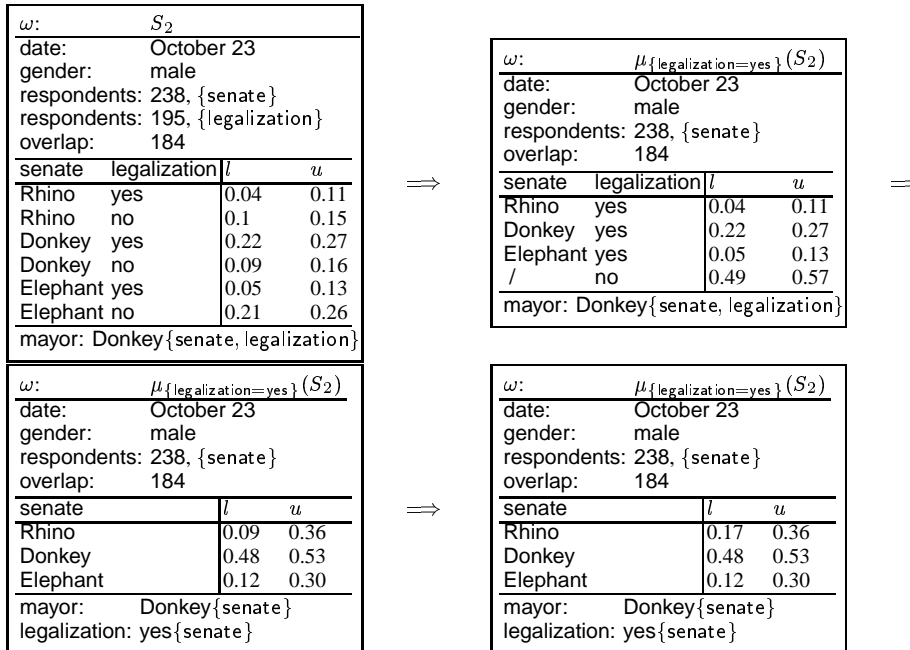 ω: S₂
date: October 23
gender: male
respondents: 238, {senate}
respondents: 195, {legalization}
overlap: 184
senate legalization l u
Rhino yes 0.04 0.11
Rhino no 0.1 0.15
Donkey yes 0.22 0.27
Donkey no 0.09 0.16
Elephant yes 0.05 0.13
Elephant no 0.21 0.26
mayor: Donkey{senate, legalization}
⟹
ω: μ{legalization=yes}(S₂)
date: October 23
gender: male
respondents: 238, {senate}
overlap: 184
senate legalization l u
Rhino yes 0.04 0.11
Donkey yes 0.22 0.27
Elephant yes 0.05 0.13
/ no 0.49 0.57
mayor: Donkey{senate, legalization}
=
ω: μ{legalization=yes}(S₂)
date: October 23
gender: male
respondents: 238, {senate}
overlap: 184
senate l u
Rhino 0.09 0.36
Donkey 0.48 0.53
Elephant 0.12 0.30
mayor: Donkey{senate}
legalization: yes{senate}
⟹
ω: μ{legalization=yes}(S₂)
date: October 23
gender: male
respondents: 238, {senate}
overlap: 184
senate l u
Rhino 0.17 0.36
Donkey 0.48 0.53
Elephant 0.12 0.30
mayor: Donkey{senate}
legalization: yes{senate}